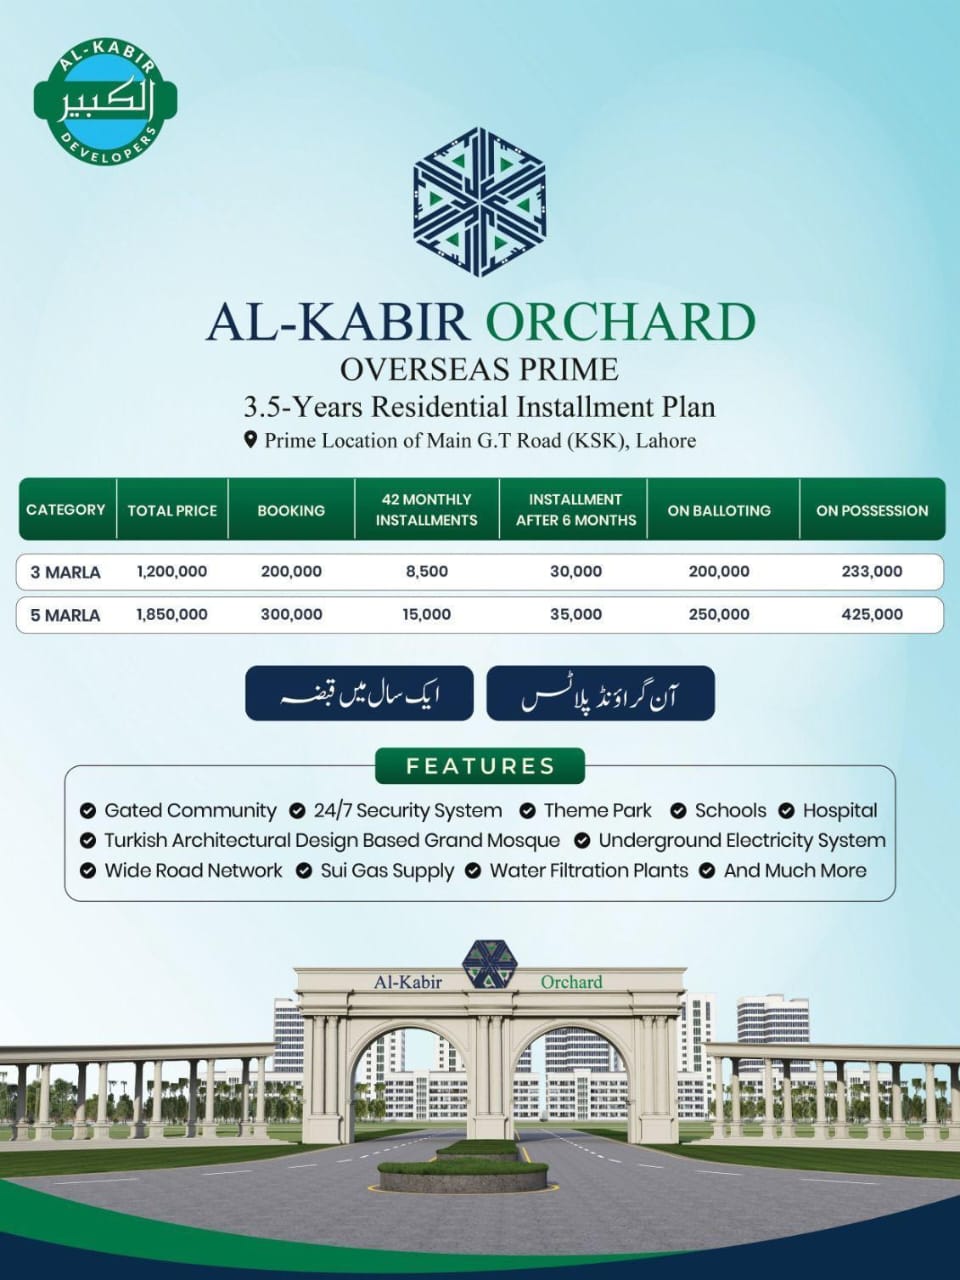 AL-KABIR
الكبير
DEVELOPERS
AL-KABIR ORCHARD
OVERSEAS PRIME
3.5-Years Residential Installment Plan
Prime Location of Main G.T Road (KSK), Lahore
CATEGORY TOTAL PRICE BOOKING 42 MONTHLY INSTALLMENTS INSTALLMENT AFTER 6 MONTHS ON BALLOTING ON POSSESSION
3 MARLA 1,200,000 200,000 8,500 30,000 200,000 233,000
5 MARLA 1,850,000 300,000 15,000 35,000 250,000 425,000
آن گراؤنڈ پلاٹس
ایک سال میں قبضہ
FEATURES
Gated Community 24/7 Security System Theme Park Schools Hospital
Turkish Architectural Design Based Grand Mosque Underground Electricity System
Wide Road Network Sui Gas Supply Water Filtration Plants And Much More
Al-Kabir Orchard